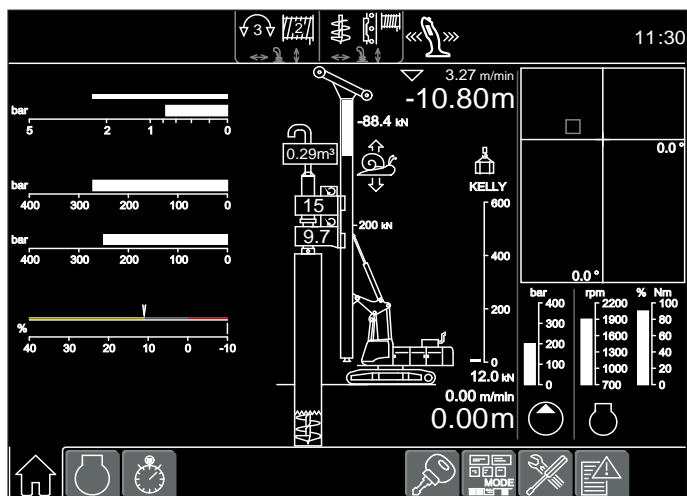 3 2 11:30
3.27 m/min
-10.80m
bar
5 2 1 0
-88.4 kN
0.29m³
0.0 °
KELLY
600
bar
400 300 200 100 0
15
200 kN
9.7
bar
400 300 200 100 0
400
0.0 °
200
bar rpm % Nm
400 2200 100
300 1900 80
200 1600 60
1300 40
100 1000 20
0 700 0
%
40 30 20 10 0 -10
0
12.0 kN
0.00 m/min
0.00m
MODE